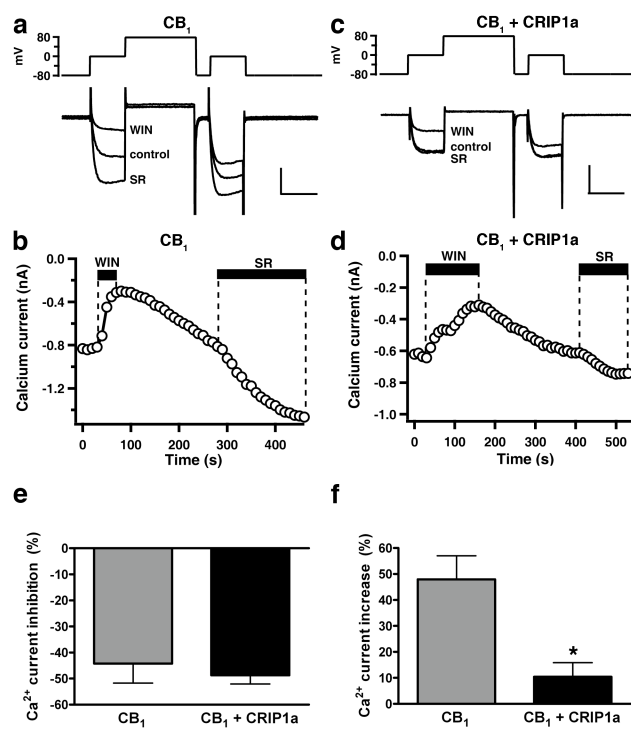 a
CB1
mV
80
0
-80
WIN
control
SR
c
CB1 + CRIP1a
mV
80
0
-80
WIN
control
SR
b
CB1
Calcium current (nA)
0.0
-0.4
-0.8
-1.2
WIN
SR
0 100 200 300 400
Time (s)
d
CB1 + CRIP1a
Calcium current (nA)
0.0
-0.2
-0.4
-0.6
-0.8
-1.0
WIN
SR
0 100 200 300 400 500
Time (s)
e
Ca2+ current inhibition (%)
0
-10
-20
-30
-40
-50
-60
CB1
CB1 + CRIP1a
f
Ca2+ current increase (%)
60
50
40
30
20
10
0
*
CB1
CB1 + CRIP1a